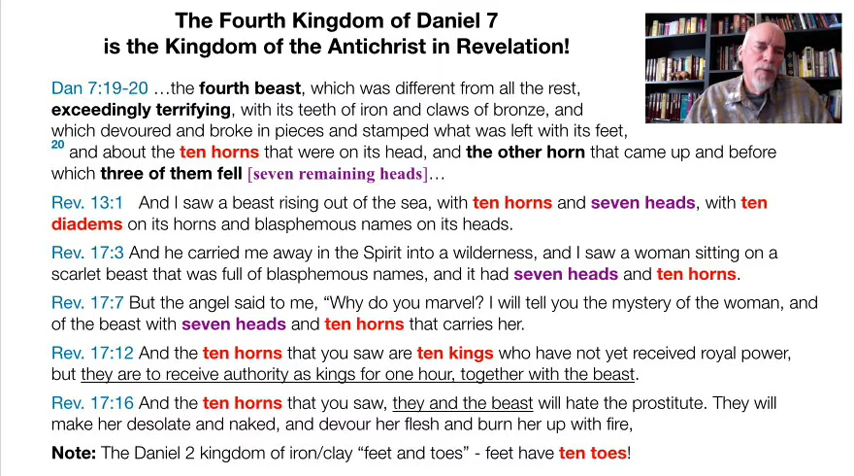 The Fourth Kingdom of Daniel 7
is the Kingdom of the Antichrist in Revelation!
Dan 7:19-20 …the fourth beast, which was different from all the rest,
exceedingly terrifying, with its teeth of iron and claws of bronze, and
which devoured and broke in pieces and stamped what was left with its feet,
20 and about the ten horns that were on its head, and the other horn that came up and before
which three of them fell [seven remaining heads]…
Rev. 13:1 And I saw a beast rising out of the sea, with ten horns and seven heads, with ten
diadems on its horns and blasphemous names on its heads.
Rev. 17:3 And he carried me away in the Spirit into a wilderness, and I saw a woman sitting on a
scarlet beast that was full of blasphemous names, and it had seven heads and ten horns.
Rev. 17:7 But the angel said to me, “Why do you marvel? I will tell you the mystery of the woman, and
of the beast with seven heads and ten horns that carries her.
Rev. 17:12 And the ten horns that you saw are ten kings who have not yet received royal power,
but they are to receive authority as kings for one hour, together with the beast.
Rev. 17:16 And the ten horns that you saw, they and the beast will hate the prostitute. They will
make her desolate and naked, and devour her flesh and burn her up with fire,
Note: The Daniel 2 kingdom of iron/clay “feet and toes” - feet have ten toes!